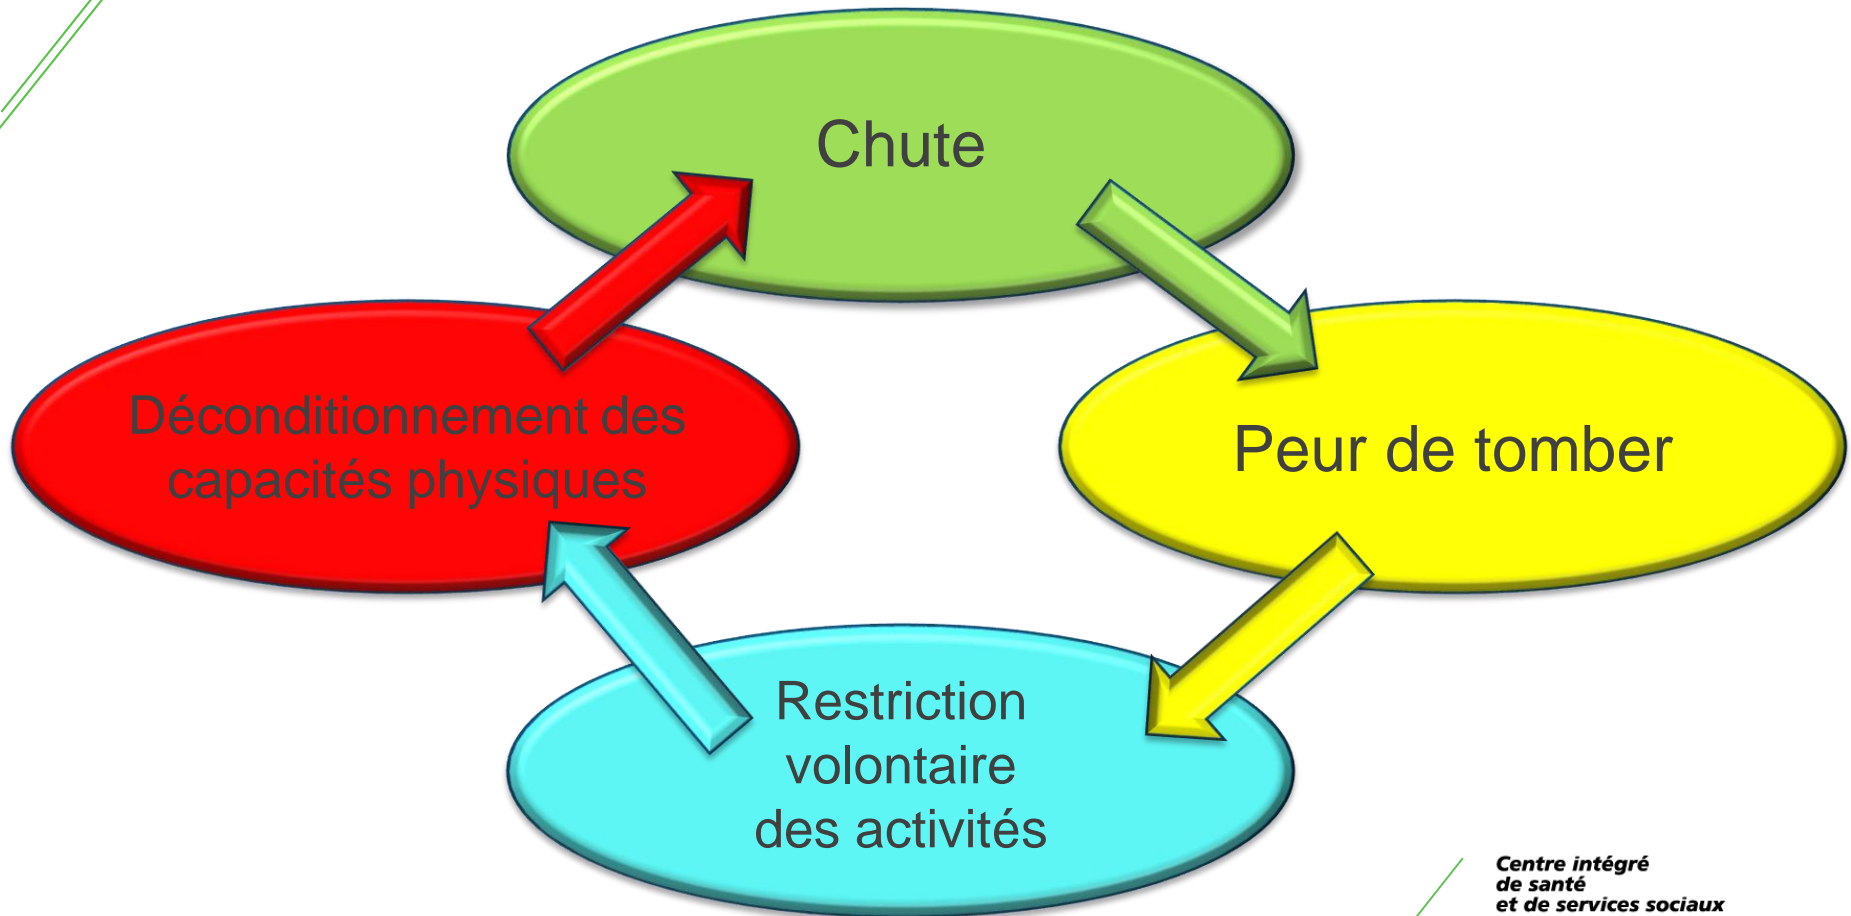 Chute
Peur de tomber
Déconditionnement des
capacités physiques
Restriction
volontaire
des activités
Centre intégré
de santé
et de services sociaux